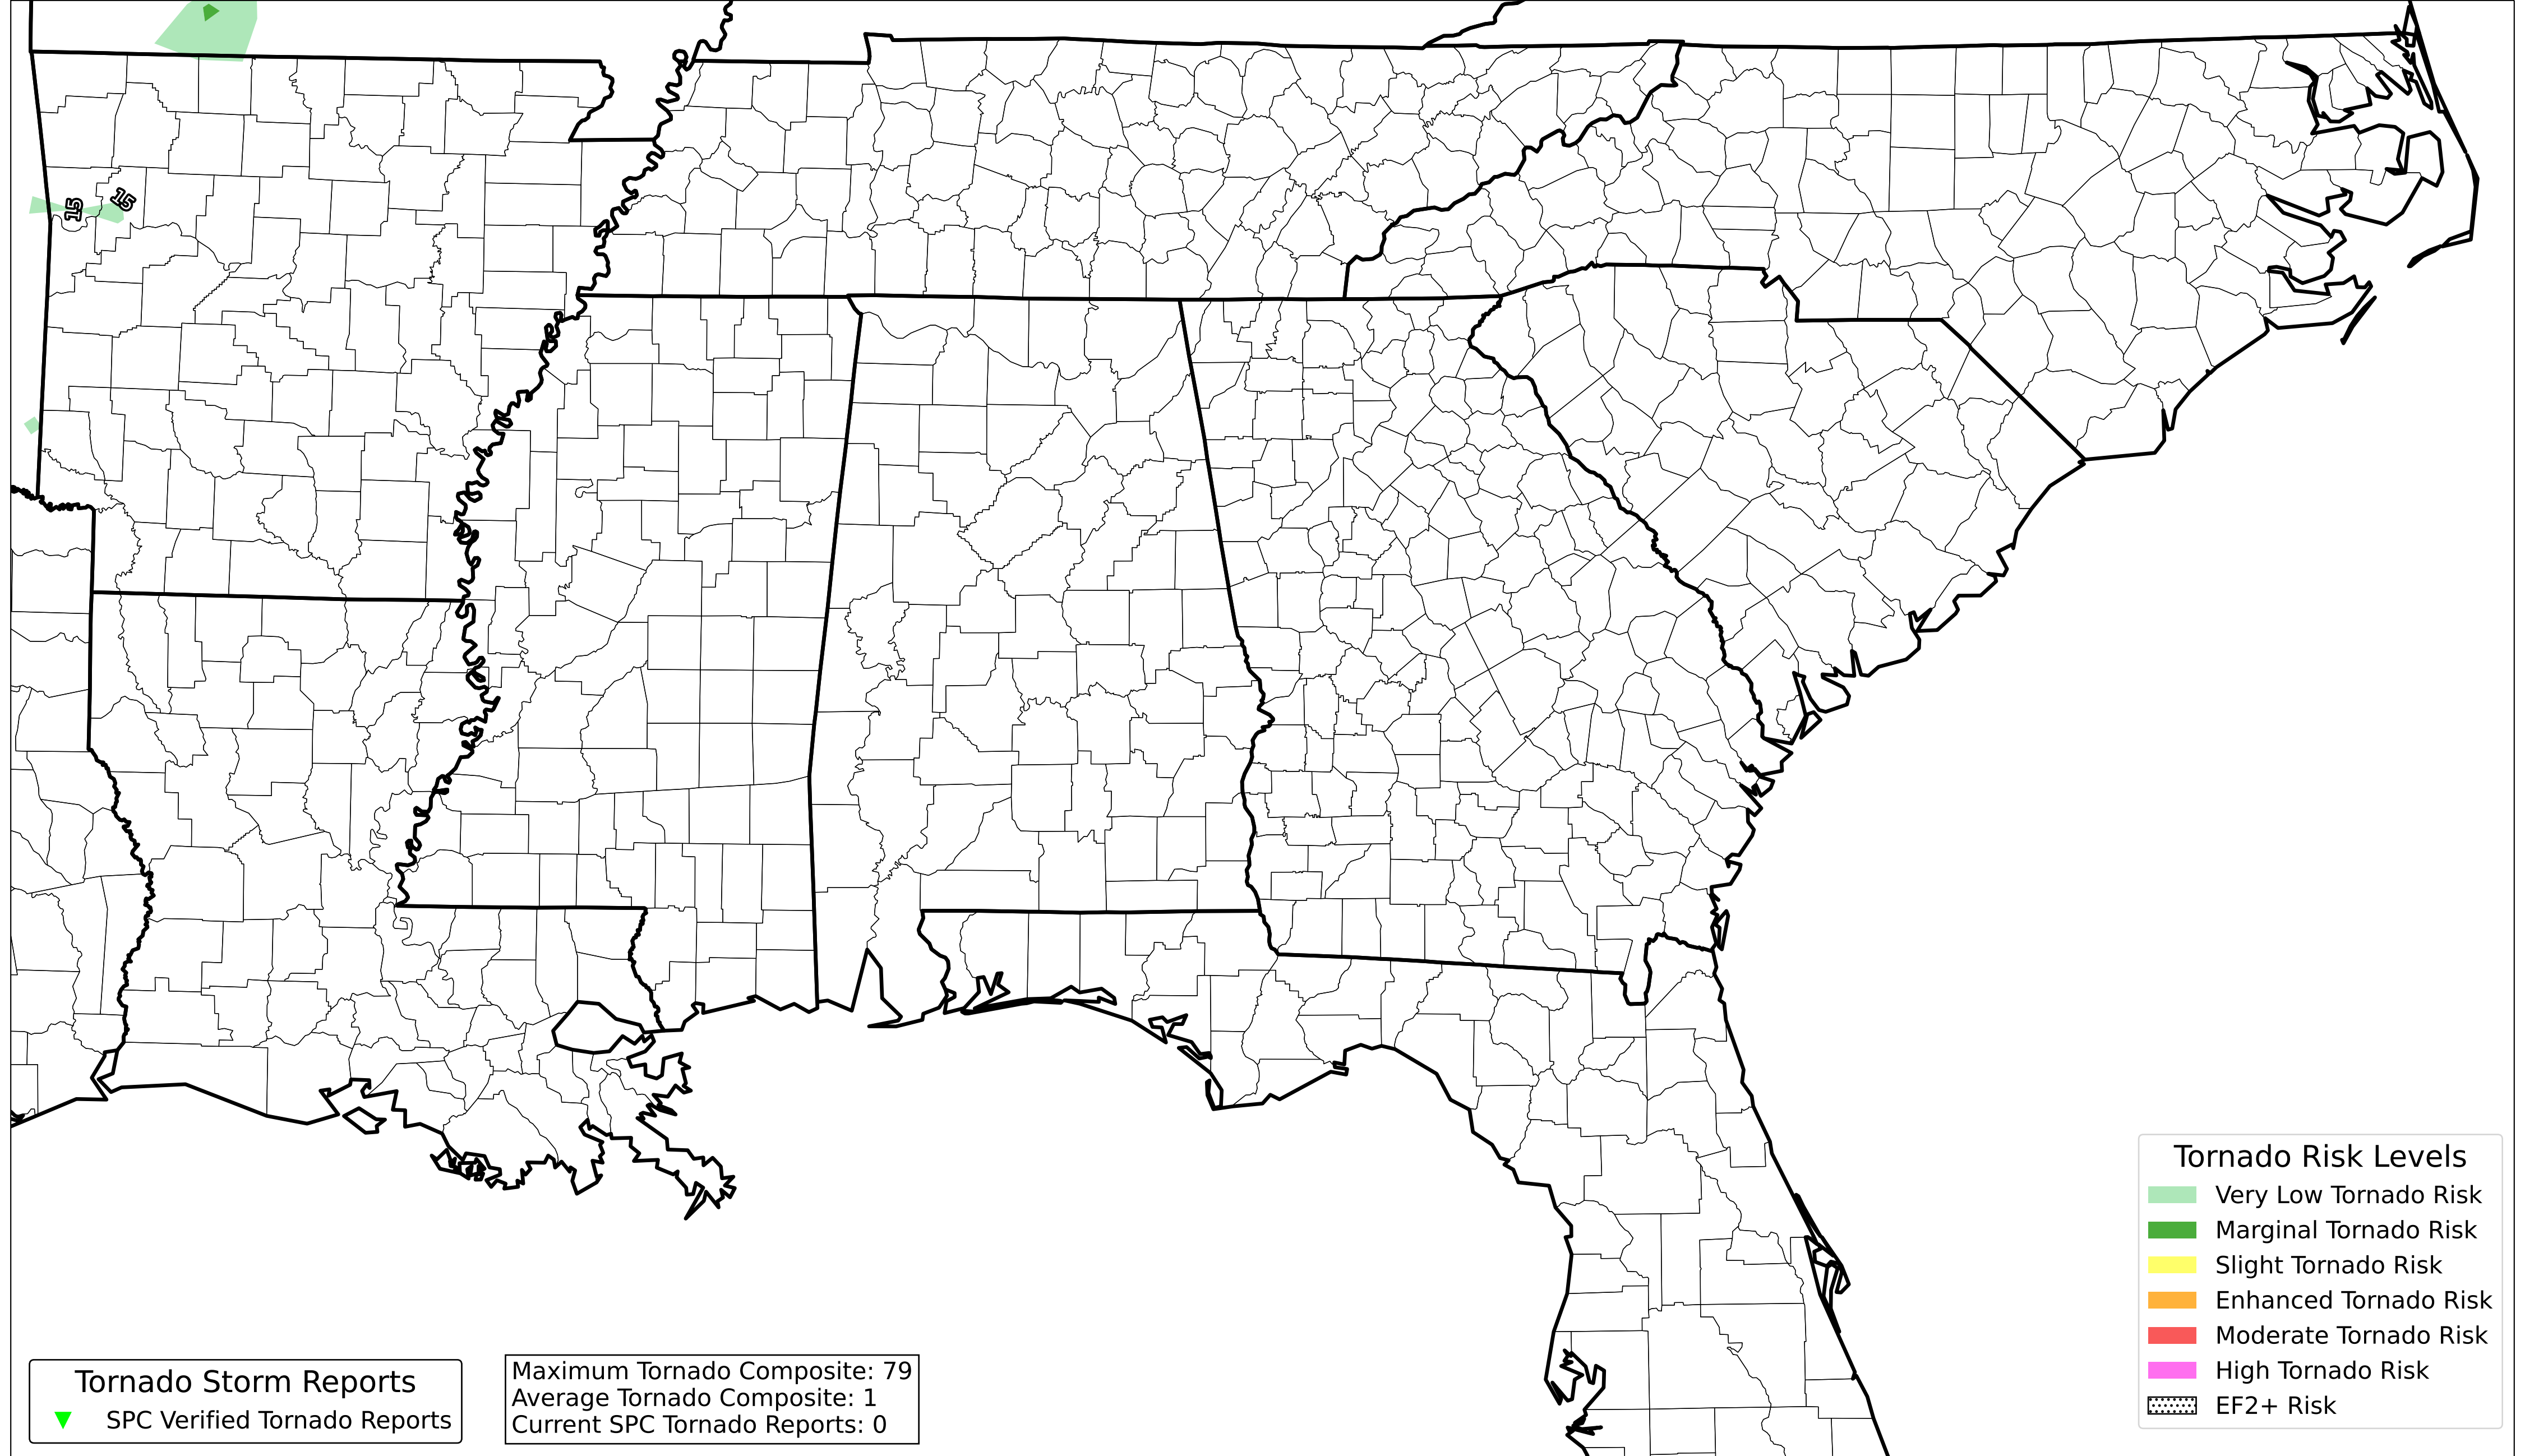 15
15
Tornado Storm Reports
SPC Verified Tornado Reports
Maximum Tornado Composite: 79
Average Tornado Composite: 1
Current SPC Tornado Reports: 0
Tornado Risk Levels
Very Low Tornado Risk
Marginal Tornado Risk
Slight Tornado Risk
Enhanced Tornado Risk
Moderate Tornado Risk
High Tornado Risk
EF2+ Risk